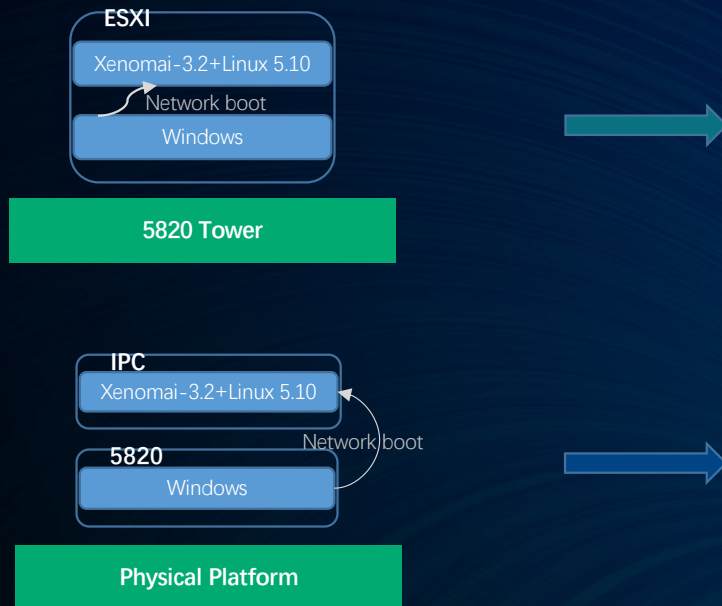 ESXI
Xenomai-3.2+Linux 5.10
Network boot
Windows
5820 Tower
IPC
Xenomai-3.2+Linux 5.10
Network boot
5820
Windows
Physical Platform